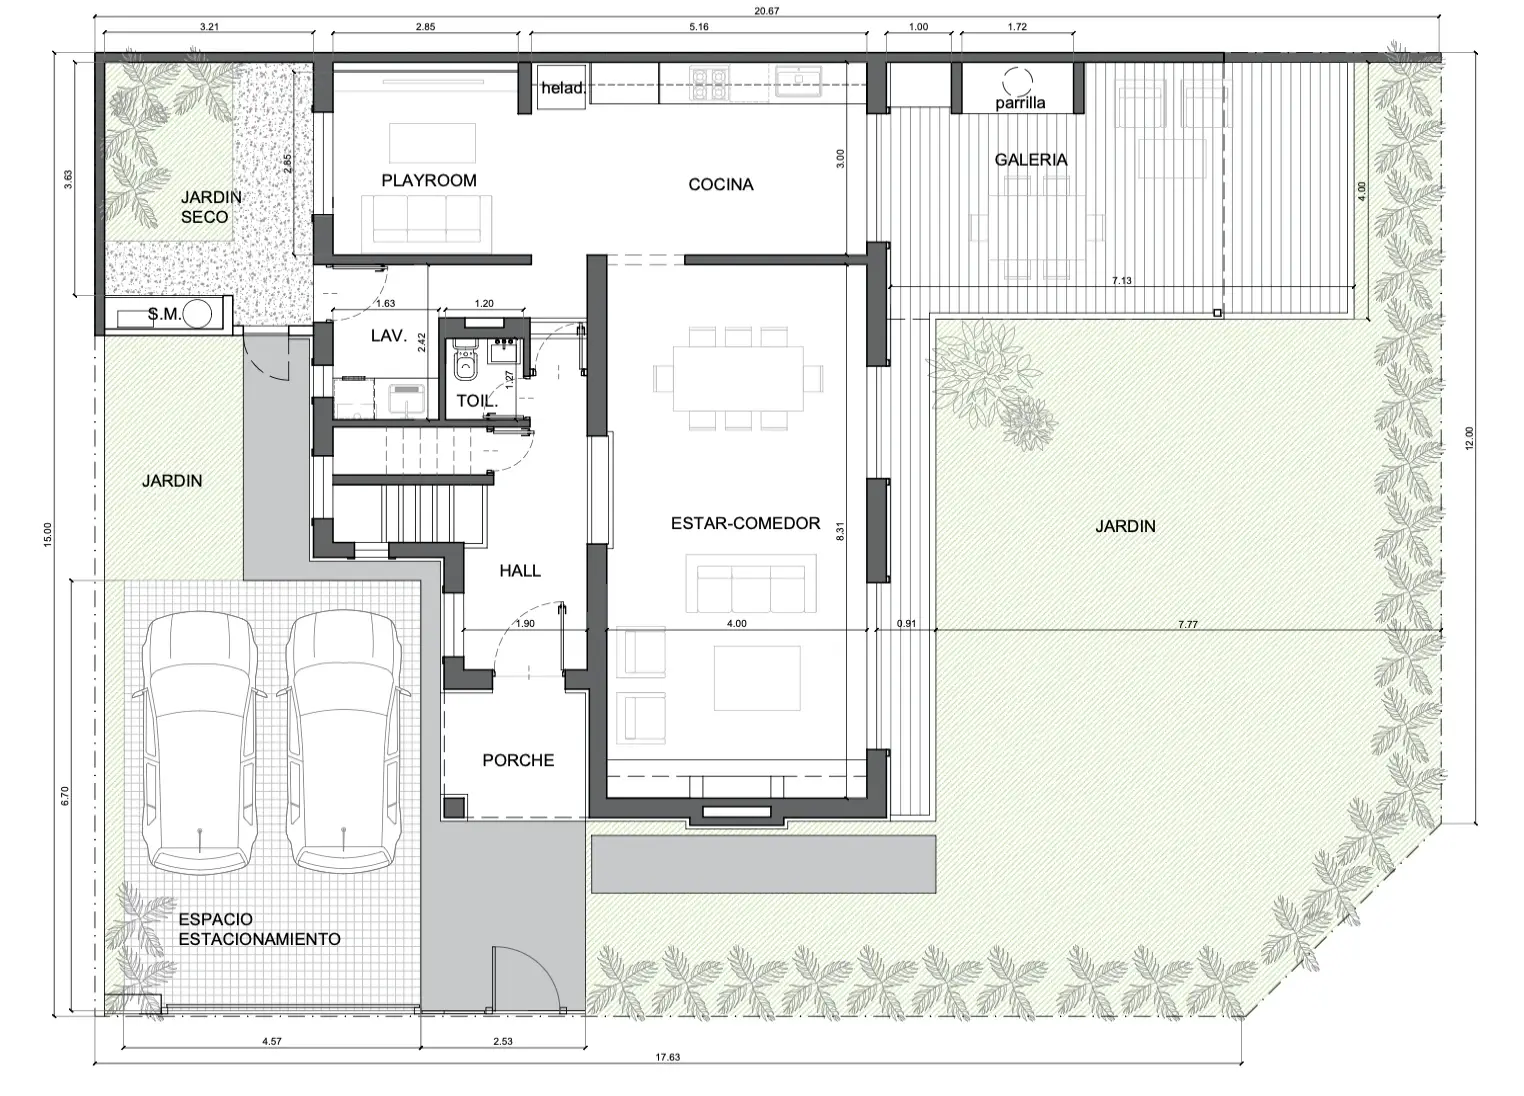 20.67
3.21
2.85
5.16
1.00
1.72
helad.
parrilla
3.63
2.85
PLAYROOM
COCINA
3.00
GALERIA
4.00
JARDIN
SECO
7.13
S.M.
1.63
1.20
LAV.
2.42
1.27
TOIL.
12.00
JARDIN
ESTAR-COMEDOR
8.31
JARDIN
15.00
HALL
1.90
4.00
0.91
7.77
PORCHE
6.70
ESPACIO
ESTACIONAMIENTO
4.57
2.53
17.63